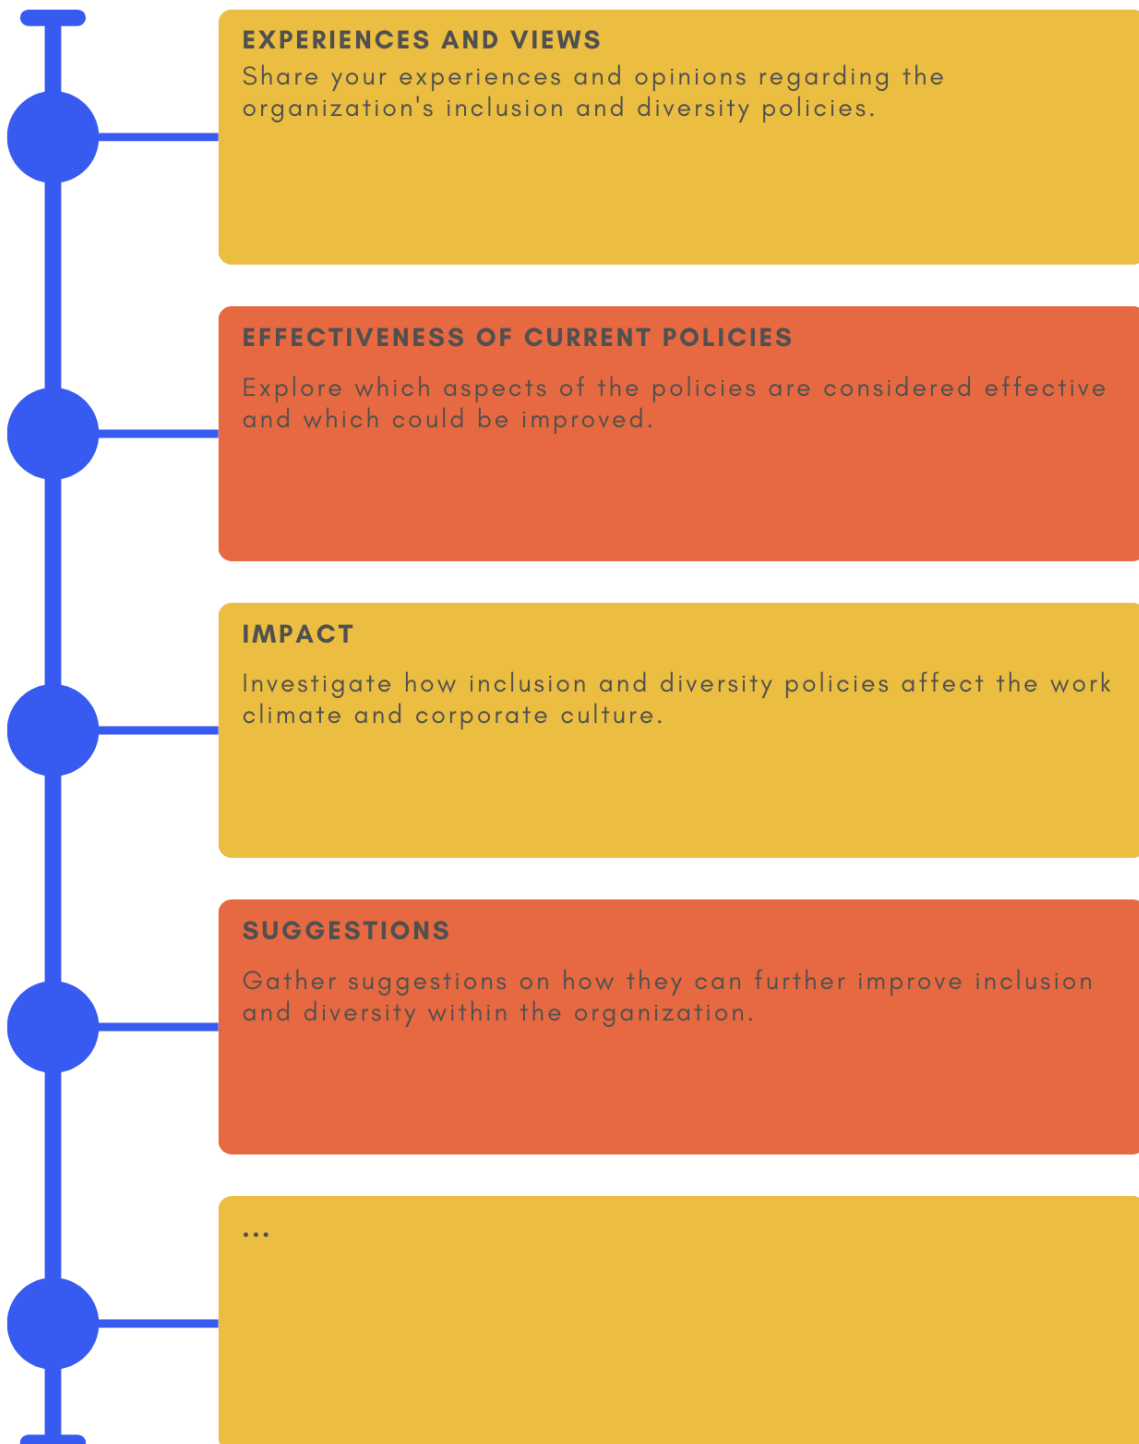 EXPERIENCES AND VIEWS
Share your experiences and opinions regarding the
organization's inclusion and diversity policies.
EFFECTIVENESS OF CURRENT POLICIES
Explore which aspects of the policies are considered effective
and which could be improved.
IMPACT
Investigate how inclusion and diversity policies affect the work
climate and corporate culture.
SUGGESTIONS
Gather suggestions on how they can further improve inclusion
and diversity within the organization.
...